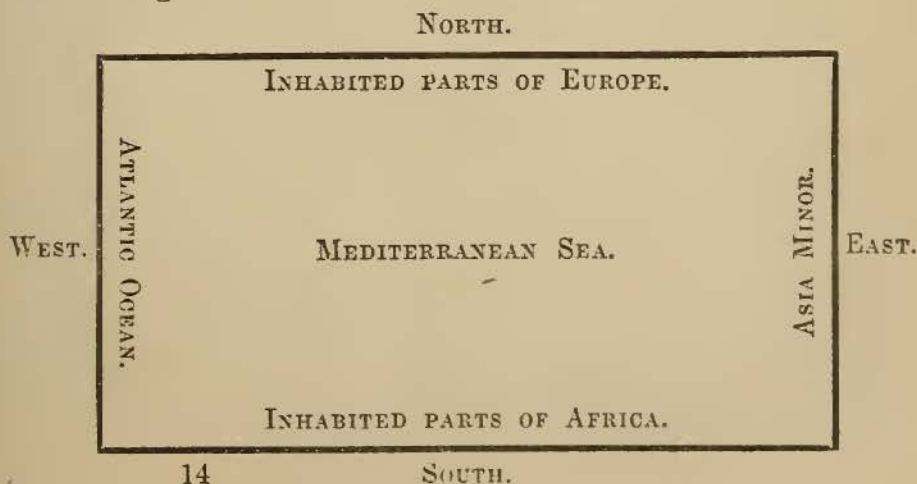 NORTH.
INHABITED PARTS OF EUROPE.
ATLANTIC OCEAN.
WEST.
MEDITERRANEAN SEA.
ASIA MINOR.
EAST.
INHABITED PARTS OF AFRICA.
14 SOUTH.